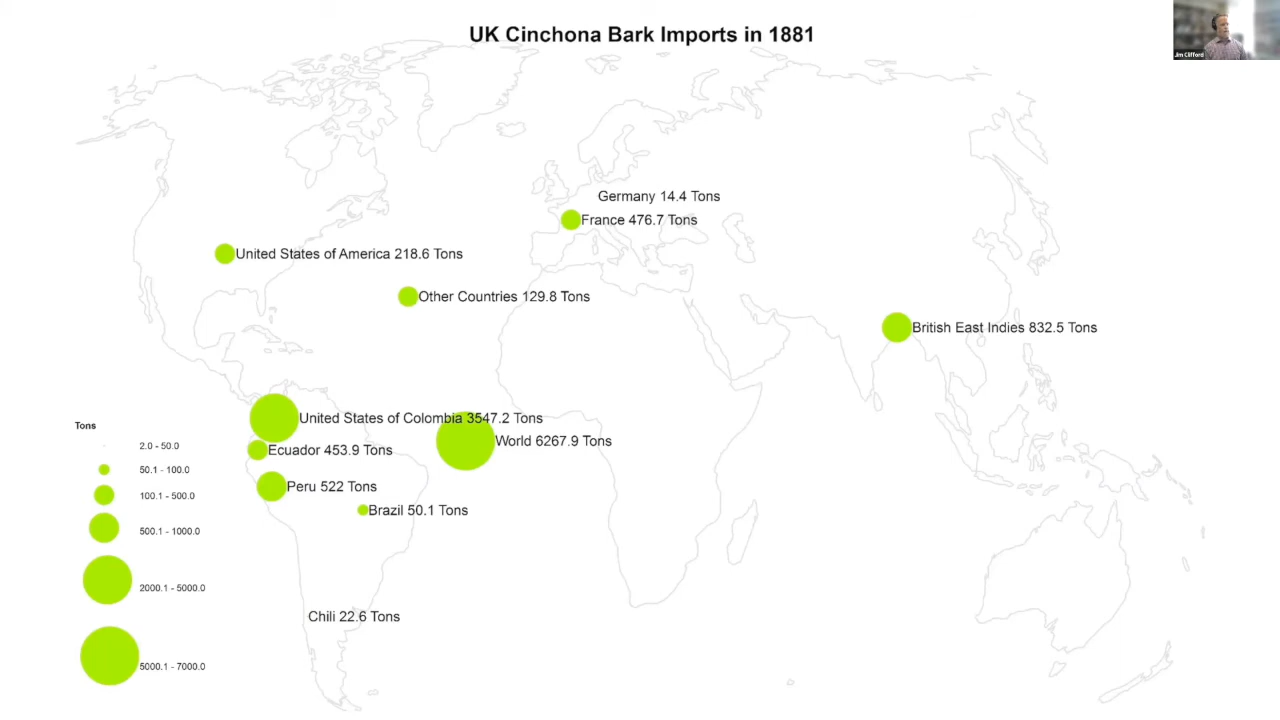 UK Cinchona Bark Imports in 1881
Jim Clifford
Germany 14.4 Tons
France 476.7 Tons
United States of America 218.6 Tons
Other Countries 129.8 Tons
British East Indies 832.5 Tons
United States of Colombia 3547.2 Tons
World 6267.9 Tons
Ecuador 453.9 Tons
Peru 522 Tons
Brazil 50.1 Tons
Chili 22.6 Tons
Tons
2.0 - 50.0
50.1 - 100.0
100.1 - 500.0
500.1 - 1000.0
2000.1 - 5000.0
5000.1 - 7000.0